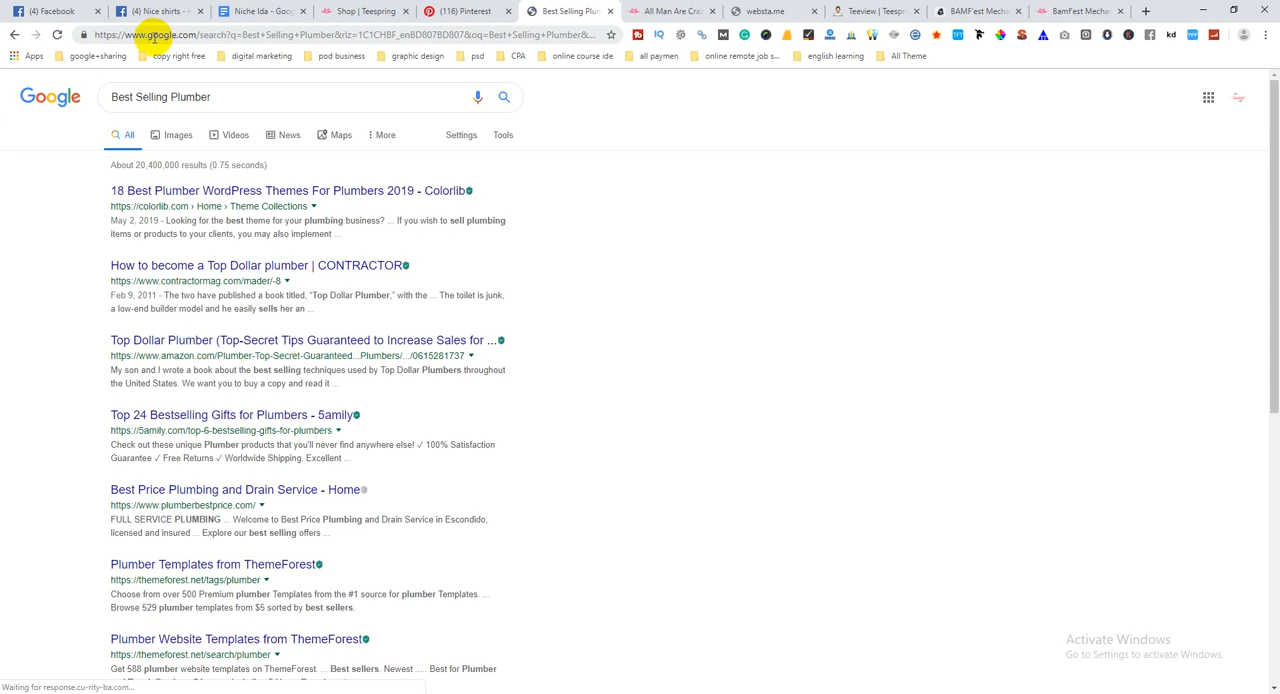 (4) Facebook
(4) Nice shirts - H
Niche Ida - Goog
Shop | Teespring
(116) Pinterest
Best Selling Plum
All Man Are Cra
websta.me
Teeview | Teespri
BAMFest Mechan
BamFest Mechan
https://www.google.com/search?q=Best+Selling+Plumber&rlz=1C1CHBF_enBD807BD807&oq=Best+Selling+Plumber&...
Apps
google+sharing
copy right free
digital marketing
pod business
graphic design
psd
CPA
online course ide
all paymen
online remote job s...
english learning
All Theme
Google
Best Selling Plumber
All
Images
Videos
News
Maps
More
Settings
Tools
About 20,400,000 results (0.75 seconds)
18 Best Plumber WordPress Themes For Plumbers 2019 - Colorlib
https://colorlib.com › Home › Theme Collections
May 2, 2019 - Looking for the best theme for your plumbing business? ... If you wish to sell plumbing
items or products to your clients, you may also implement ...
How to become a Top Dollar plumber | CONTRACTOR
https://www.contractormag.com/mader/-8
Feb 9, 2011 - The two have published a book titled, "Top Dollar Plumber," with the ... The toilet is junk,
a low-end builder model and he easily sells her an ...
Top Dollar Plumber (Top-Secret Tips Guaranteed to Increase Sales for ...
https://www.amazon.com/Plumber-Top-Secret-Guaranteed...Plumbers/.../0615281737
My son and I wrote a book about the best selling techniques used by Top Dollar Plumbers throughout
the United States. We want you to buy a copy and read it ...
Top 24 Bestselling Gifts for Plumbers - 5amily
https://5amily.com/top-6-bestselling-gifts-for-plumbers
Check out these unique Plumber products that you'll never find anywhere else! ✓ 100% Satisfaction
Guarantee ✓ Free Returns ✓ Worldwide Shipping. Excellent ...
Best Price Plumbing and Drain Service - Home
https://www.plumberbestprice.com/
FULL SERVICE PLUMBING ... Welcome to Best Price Plumbing and Drain Service in Escondido,
licensed and insured ... Explore our best selling offers ...
Plumber Templates from ThemeForest
https://themeforest.net/tags/plumber
Choose from over 500 Premium plumber Templates from the #1 source for plumber Templates. ...
Browse 529 plumber templates from $5 sorted by best sellers.
Plumber Website Templates from ThemeForest
https://themeforest.net/search/plumber
Get 588 plumber website templates on ThemeForest. ... Best sellers. Newest ..... Best for Plumber
Activate Windows
Go to Settings to activate Windows.
Waiting for response.cu-rity-ba.com...